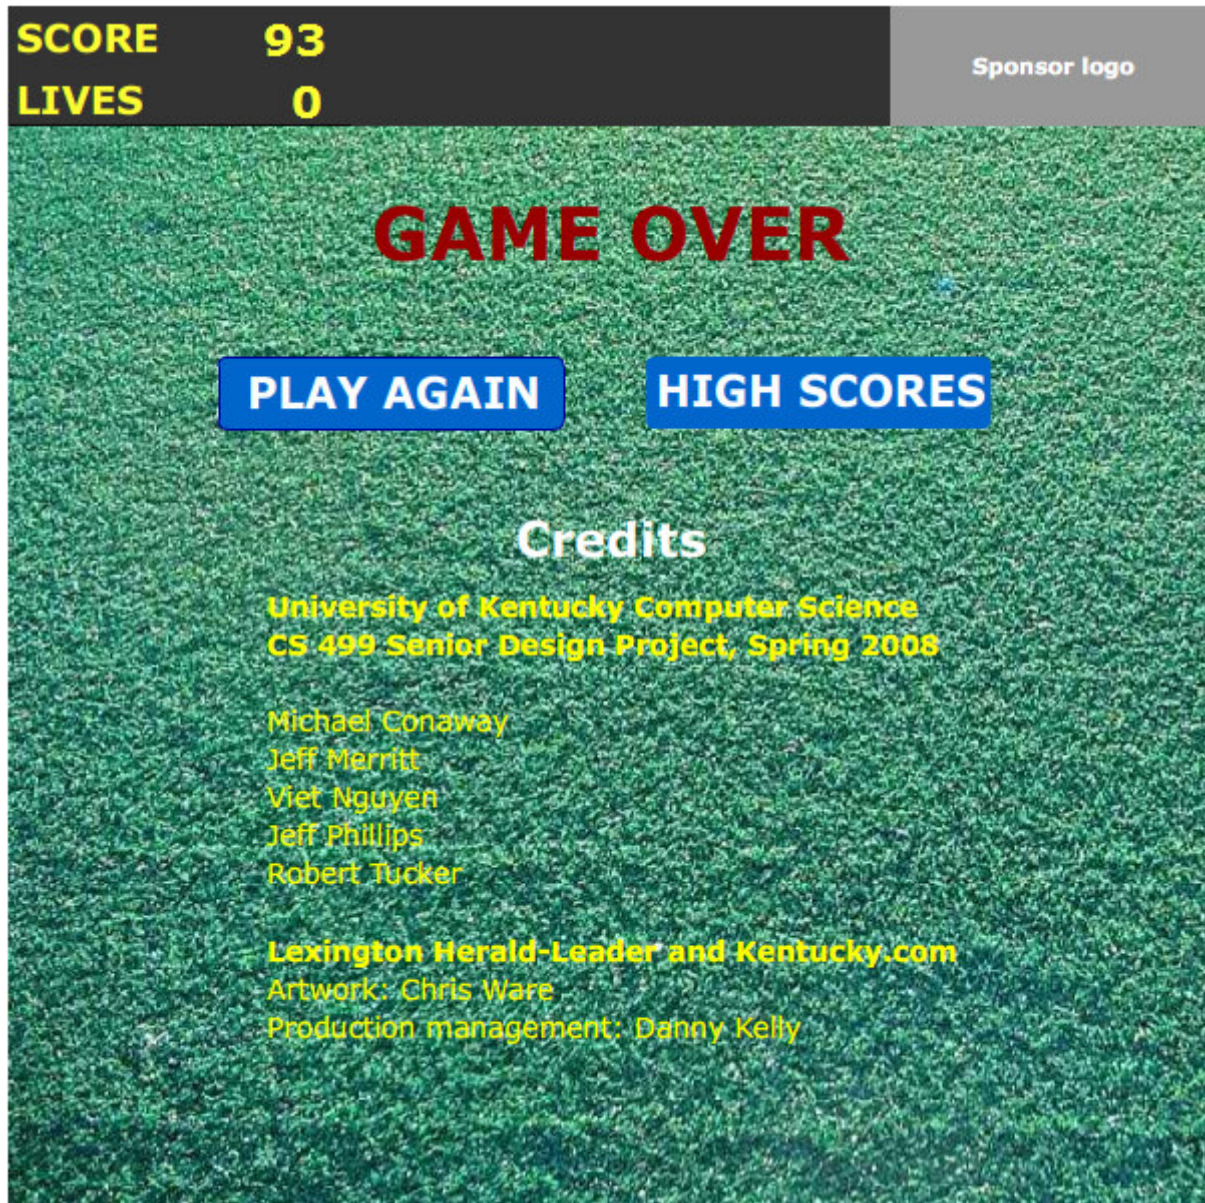 SCORE 93
Sponsor logo
LIVES 0
GAME OVER
PLAY AGAIN HIGH SCORES
Credits
University of Kentucky Computer Science
CS 499 Senior Design Project, Spring 2008
Michael Conaway
Jeff Merritt
Viet Nguyen
Jeff Phillips
Robert Tucker
Lexington Herald-Leader and Kentucky.com
Artwork: Chris Ware
Production management: Danny Kelly